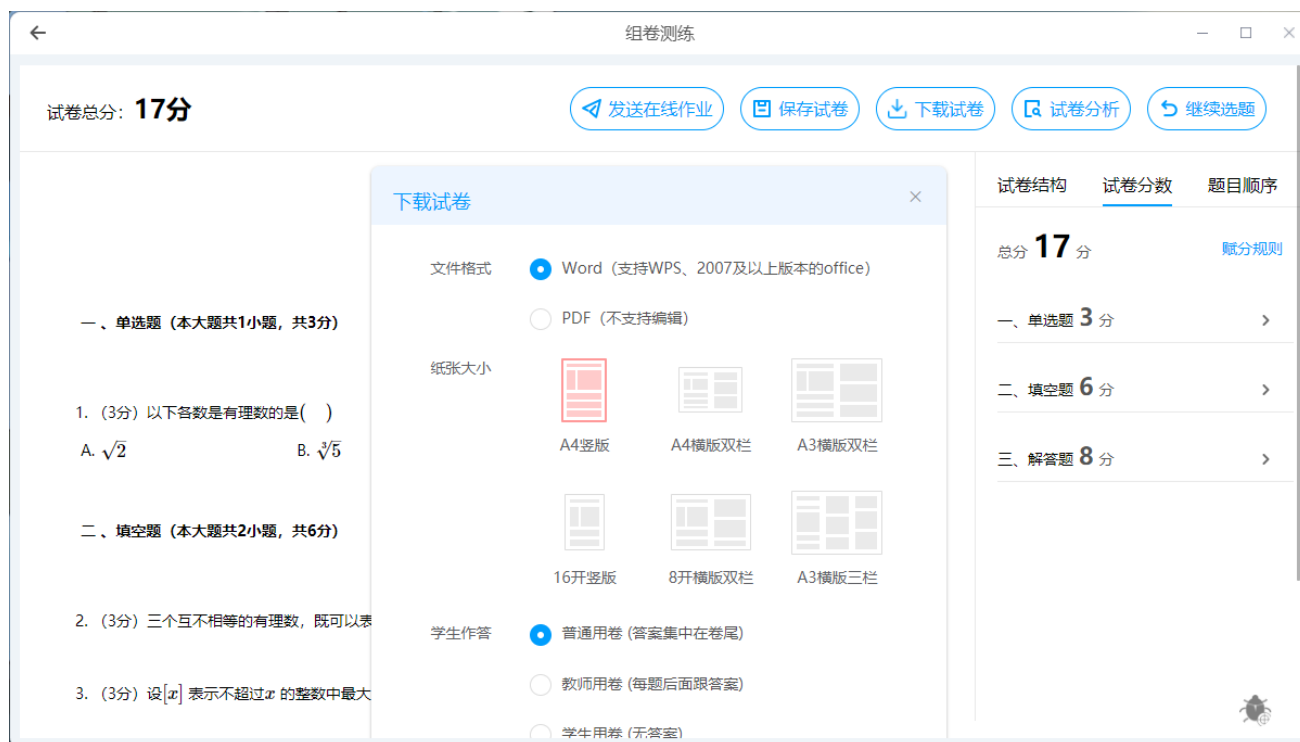 组卷测练
试卷总分：17分
发送在线作业
保存试卷
下载试卷
试卷分析
继续选题
一 、单选题（本大题共1小题，共3分）
1. （3分）以下各数是有理数的是(    )
A. √2
B. ∛5
二 、填空题（本大题共2小题，共6分）
2. （3分）三个互不相等的有理数，既可以表
3. （3分）设[x] 表示不超过x 的整数中最大
下载试卷
文件格式
Word（支持WPS、2007及以上版本的office）
PDF（不支持编辑）
纸张大小
A4竖版
A4横版双栏
A3横版双栏
16开竖版
8开横版双栏
A3横版三栏
学生作答
普通用卷 (答案集中在卷尾)
教师用卷 (每题后面跟答案)
学生用卷 (无答案)
试卷结构
试卷分数
题目顺序
总分 17 分
赋分规则
一、单选题 3 分
二、填空题 6 分
三、解答题 8 分